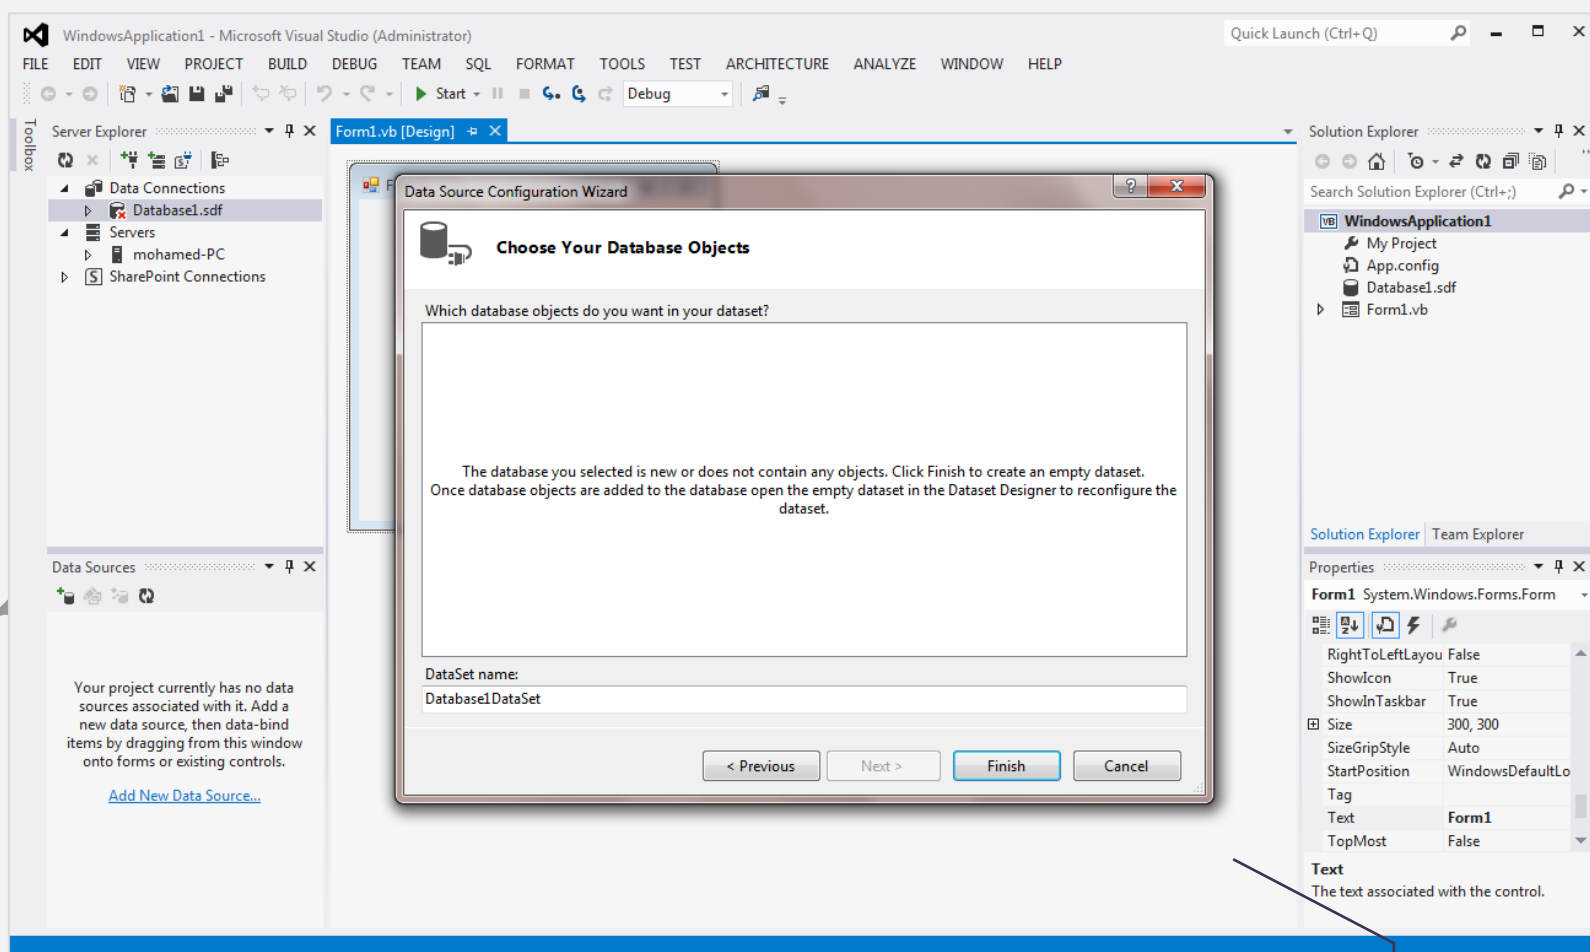 WindowsApplication1 - Microsoft Visual Studio (Administrator)
Quick Launch (Ctrl+Q)
FILE EDIT VIEW PROJECT BUILD DEBUG TEAM SQL FORMAT TOOLS TEST ARCHITECTURE ANALYZE WINDOW HELP
Start
Debug
Toolbox
Server Explorer
Data Connections
Database1.sdf
Servers
mohamed-PC
SharePoint Connections
Data Sources
Your project currently has no data
sources associated with it. Add a
new data source, then data-bind
items by dragging from this window
onto forms or existing controls.
Add New Data Source...
Form1.vb [Design]
Data Source Configuration Wizard
Choose Your Database Objects
Which database objects do you want in your dataset?
The database you selected is new or does not contain any objects. Click Finish to create an empty dataset.
Once database objects are added to the database open the empty dataset in the Dataset Designer to reconfigure the
dataset.
DataSet name:
Database1DataSet
< Previous
Next >
Finish
Cancel
Solution Explorer
Search Solution Explorer (Ctrl+;)
WindowsApplication1
My Project
App.config
Database1.sdf
Form1.vb
Solution Explorer
Team Explorer
Properties
Form1 System.Windows.Forms.Form
RightToLeftLayou False
ShowIcon True
ShowInTaskbar True
Size 300, 300
SizeGripStyle Auto
StartPosition WindowsDefaultLo
Tag
Text Form1
TopMost False
Text
The text associated with the control.